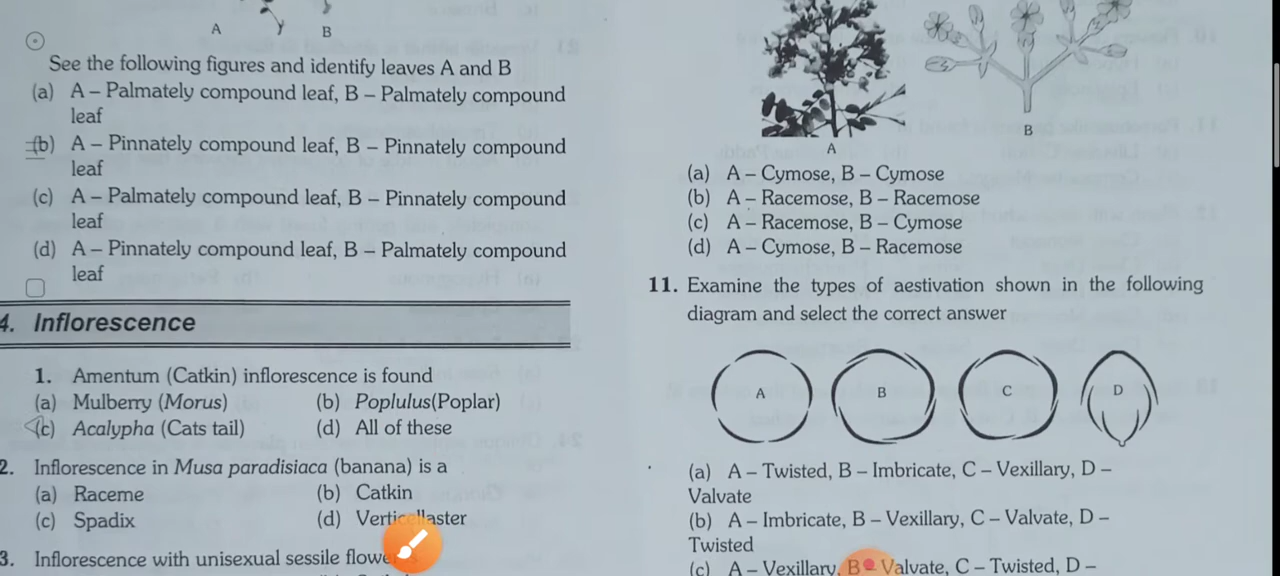 A B
See the following figures and identify leaves A and B
(a) A – Palmately compound leaf, B – Palmately compound
leaf
(b) A – Pinnately compound leaf, B – Pinnately compound
leaf
(c) A – Palmately compound leaf, B – Pinnately compound
leaf
(d) A – Pinnately compound leaf, B – Palmately compound
leaf
4. Inflorescence
1. Amentum (Catkin) inflorescence is found
(a) Mulberry (Morus) (b) Poplulus(Poplar)
(c) Acalypha (Cats tail) (d) All of these
2. Inflorescence in Musa paradisiaca (banana) is a
(a) Raceme (b) Catkin
(c) Spadix (d) Verticellaster
3. Inflorescence with unisexual sessile
B
A
(a) A – Cymose, B – Cymose
(b) A – Racemose, B – Racemose
(c) A – Racemose, B – Cymose
(d) A – Cymose, B – Racemose
11. Examine the types of aestivation shown in the following
diagram and select the correct answer
A B C D
(a) A – Twisted, B – Imbricate, C – Vexillary, D –
Valvate
(b) A – Imbricate, B – Vexillary, C – Valvate, D –
Twisted
(c) A – Vexillary, B – Valvate, C – Twisted, D –